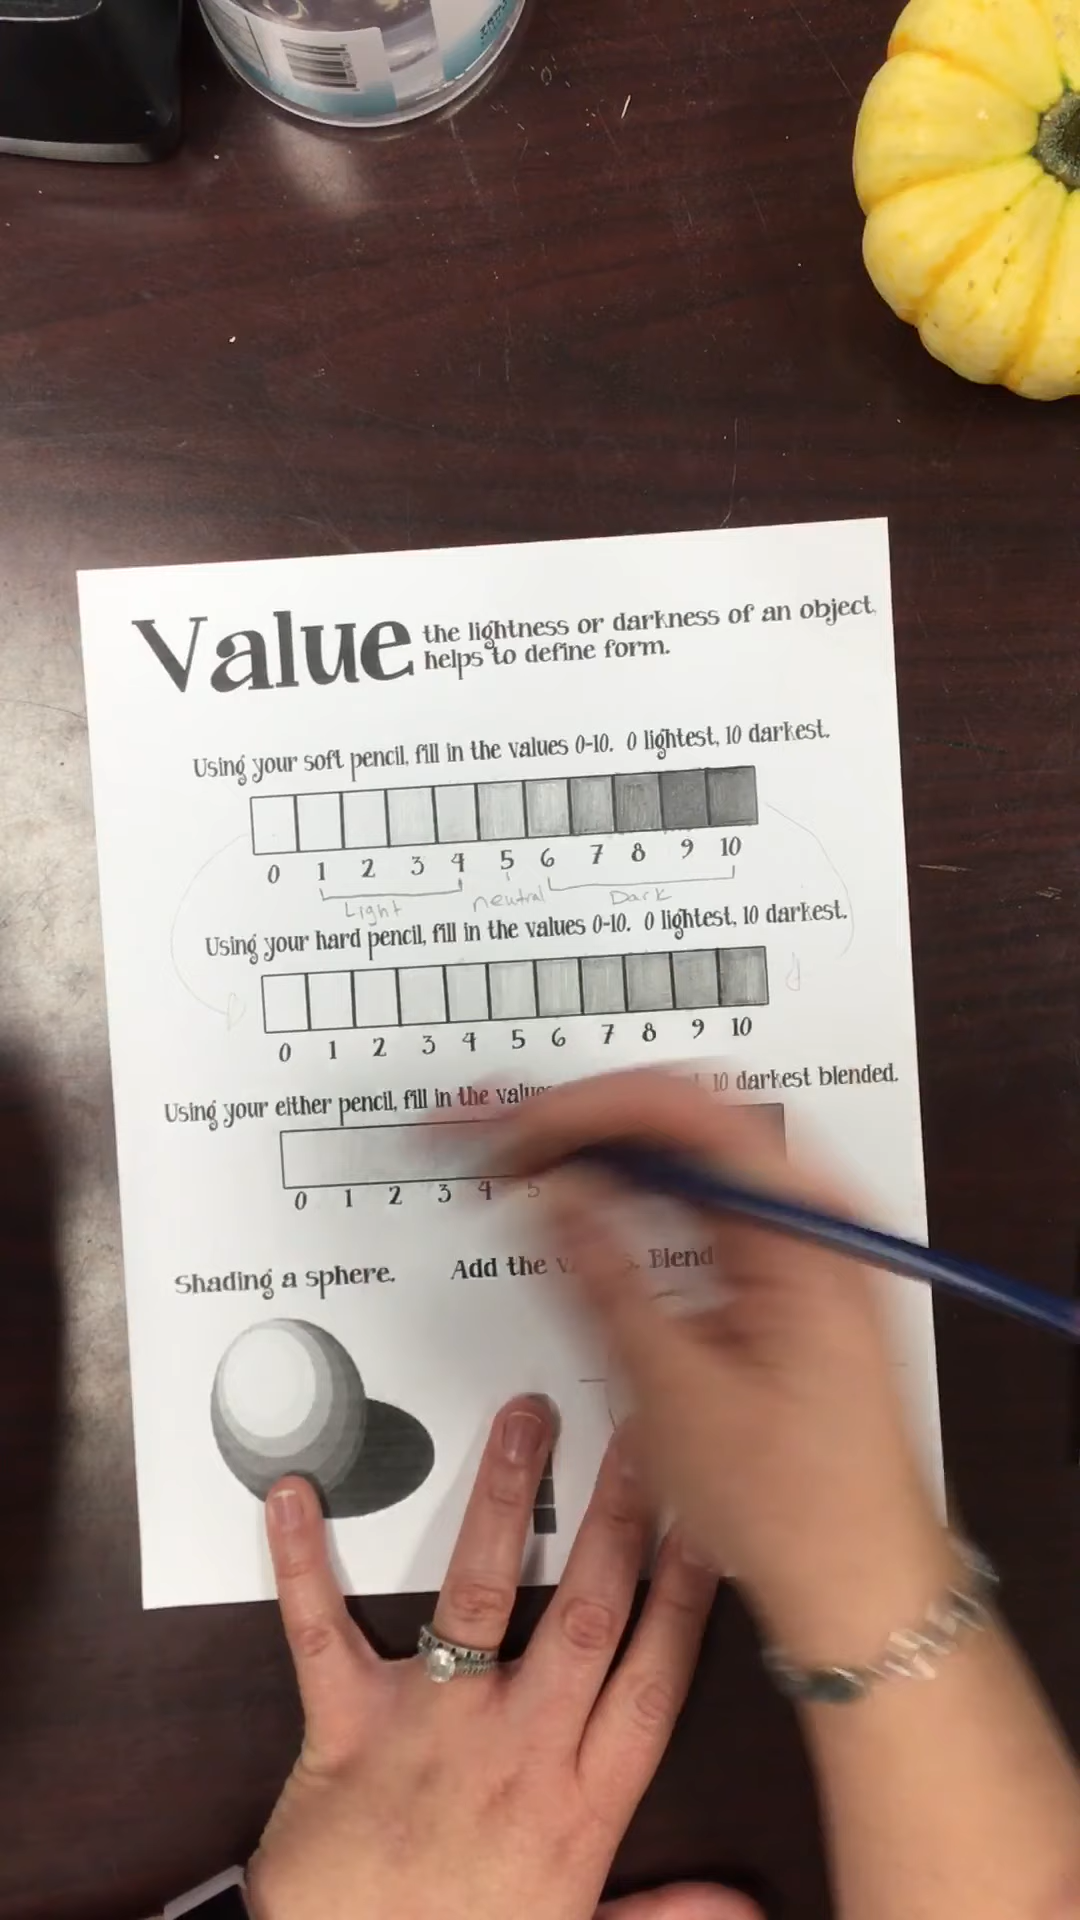 Value the lightness or darkness of an object,
helps to define form.
Using your soft pencil, fill in the values 0-10. 0 lightest, 10 darkest.
0 1 2 3 4 5 6 7 8 9 10
Light neutral Dark
Using your hard pencil, fill in the values 0-10. 0 lightest, 10 darkest.
0 1 2 3 4 5 6 7 8 9 10
Using your either pencil, fill in the 10 darkest blended.
0 1 2 3 4 5
Shading a sphere. Add the Blend